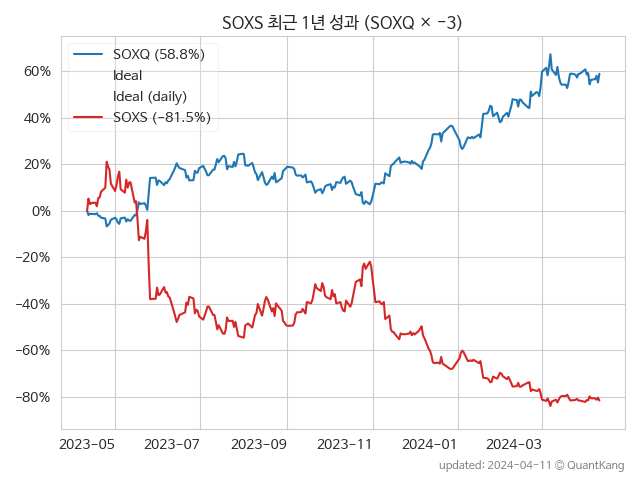 SOXS 최근 1년 성과 (SOXQ × −3)
SOXQ (58.8%)
Ideal
Ideal (daily)
SOXS (−81.5%)
60%
40%
20%
0%
−20%
−40%
−60%
−80%
2023-05 2023-07 2023-09 2023-11 2024-01 2024-03
updated: 2024-04-11 © QuantKang